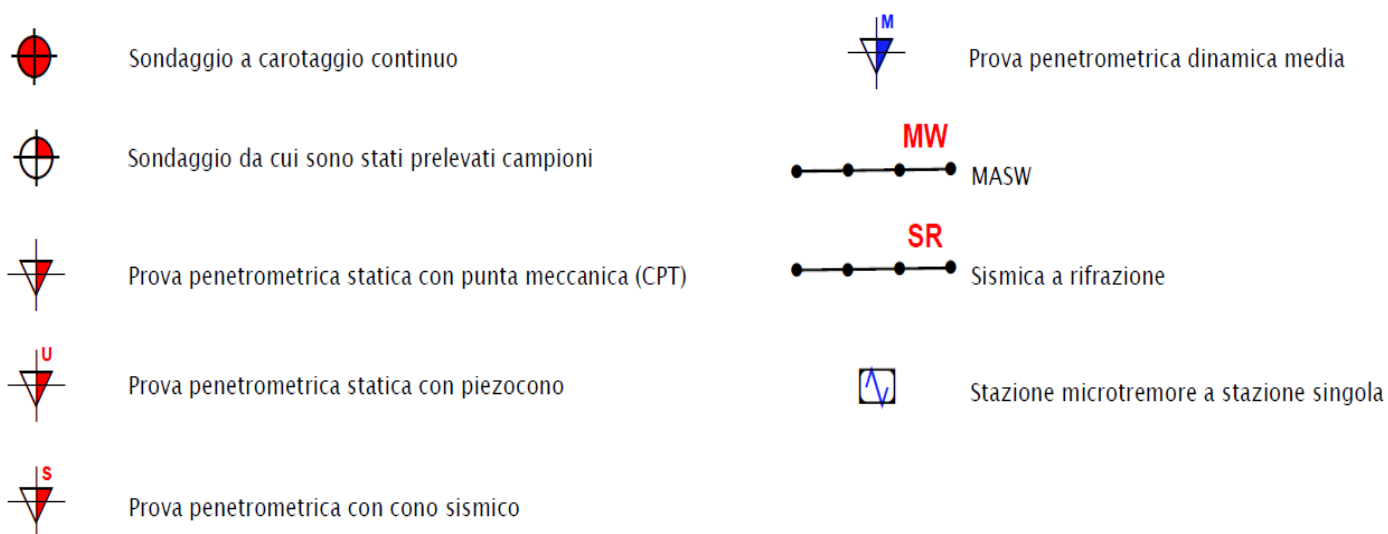 Sondaggio a carotaggio continuo
Sondaggio da cui sono stati prelevati campioni
Prova penetrometrica statica con punta meccanica (CPT)
U
Prova penetrometrica statica con piezocono
S
Prova penetrometrica con cono sismico
M
Prova penetrometrica dinamica media
MW
MASW
SR
Sismica a rifrazione
Stazione microtremore a stazione singola